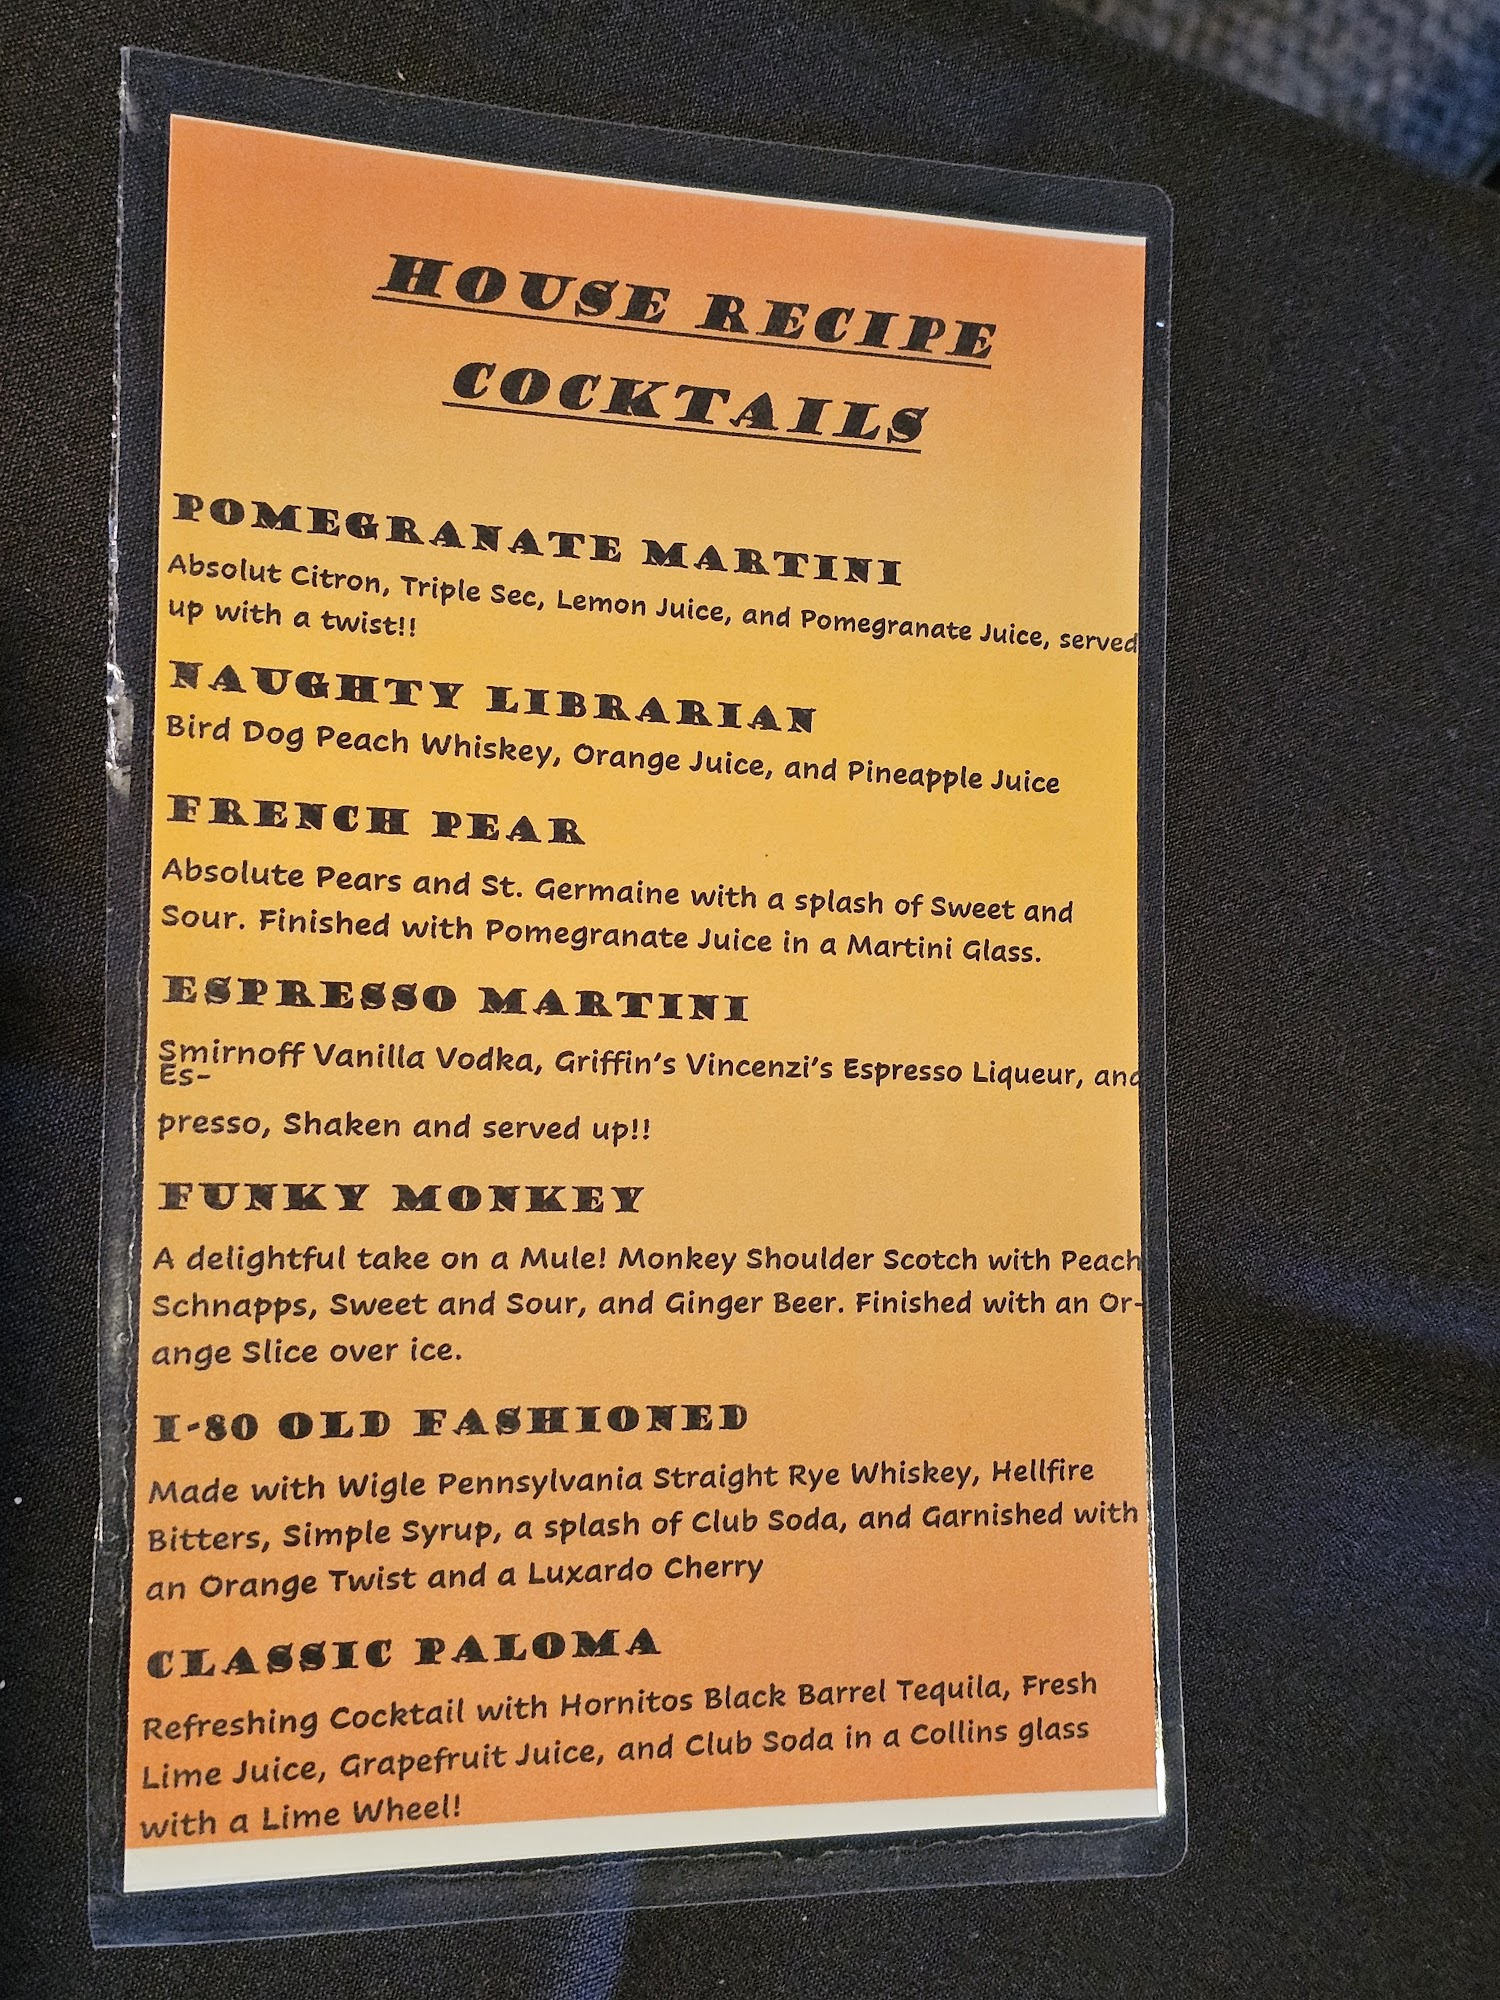 HOUSE RECIPE
COCKTAILS
POMEGRANATE MARTINI
Absolut Citron, Triple Sec, Lemon Juice, and Pomegranate Juice, served
up with a twist!!
NAUGHTY LIBRARIAN
Bird Dog Peach Whiskey, Orange Juice, and Pineapple Juice
FRENCH PEAR
Absolute Pears and St. Germaine with a splash of Sweet and
Sour. Finished with Pomegranate Juice in a Martini Glass.
ESPRESSO MARTINI
Smirnoff Vanilla Vodka, Griffin's Vincenzi's Espresso Liqueur, and
Es-
presso, Shaken and served up!!
FUNKY MONKEY
A delightful take on a Mule! Monkey Shoulder Scotch with Peach
Schnapps, Sweet and Sour, and Ginger Beer. Finished with an Or-
ange Slice over ice.
I-80 OLD FASHIONED
Made with Wigle Pennsylvania Straight Rye Whiskey, Hellfire
Bitters, Simple Syrup, a splash of Club Soda, and Garnished with
an Orange Twist and a Luxardo Cherry
CLASSIC PALOMA
Refreshing Cocktail with Hornitos Black Barrel Tequila, Fresh
Lime Juice, Grapefruit Juice, and Club Soda in a Collins glass
with a Lime Wheel!